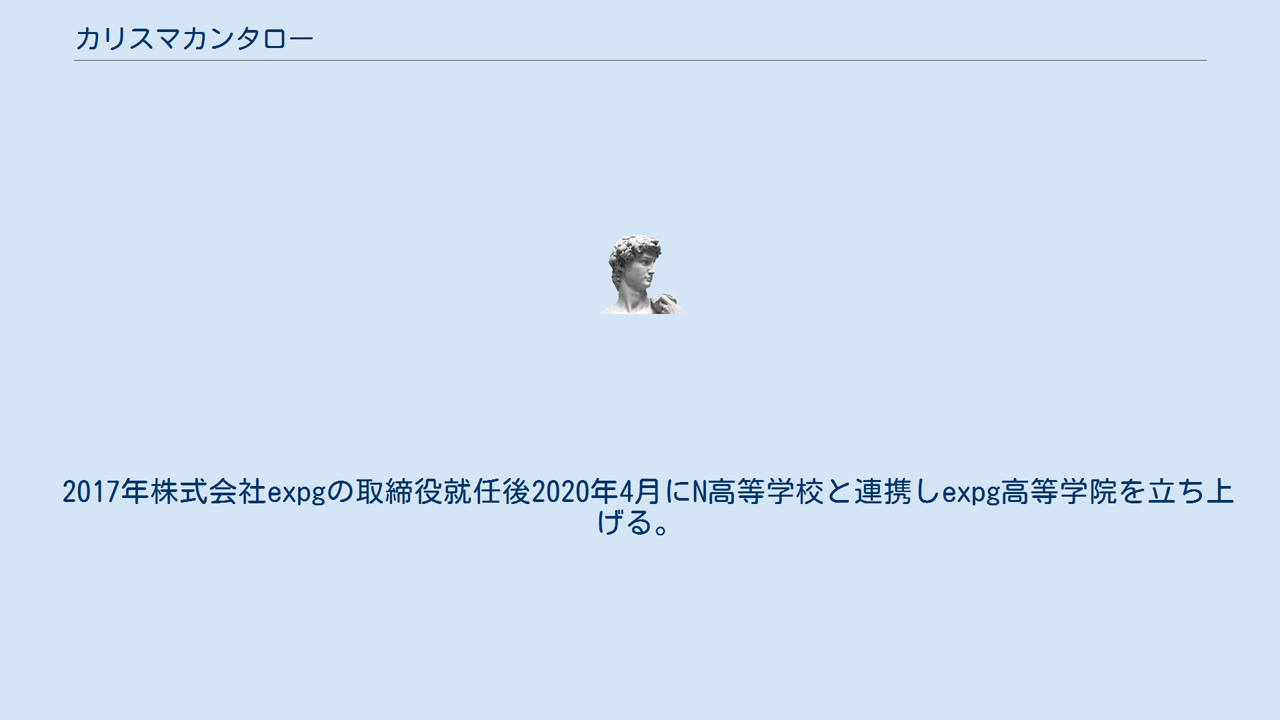 カリスマカンタロー
2017年株式会社expgの取締役就任後2020年4月にN高等学校と連携しexpg高等学院を立ち上
げる。